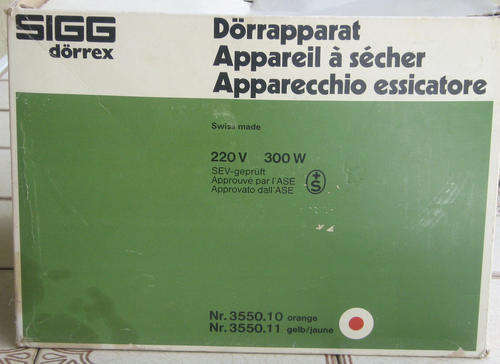 SIGG
dörrex
Dörrapparat
Appareil à sécher
Apparecchio essicatore
Swiss made
220 V 300 W
SEV-geprüft
Approuvé par l'ASE
Approvato dall'ASE
+S
Nr. 3550.10 orange
Nr. 3550.11 gelb/jaune